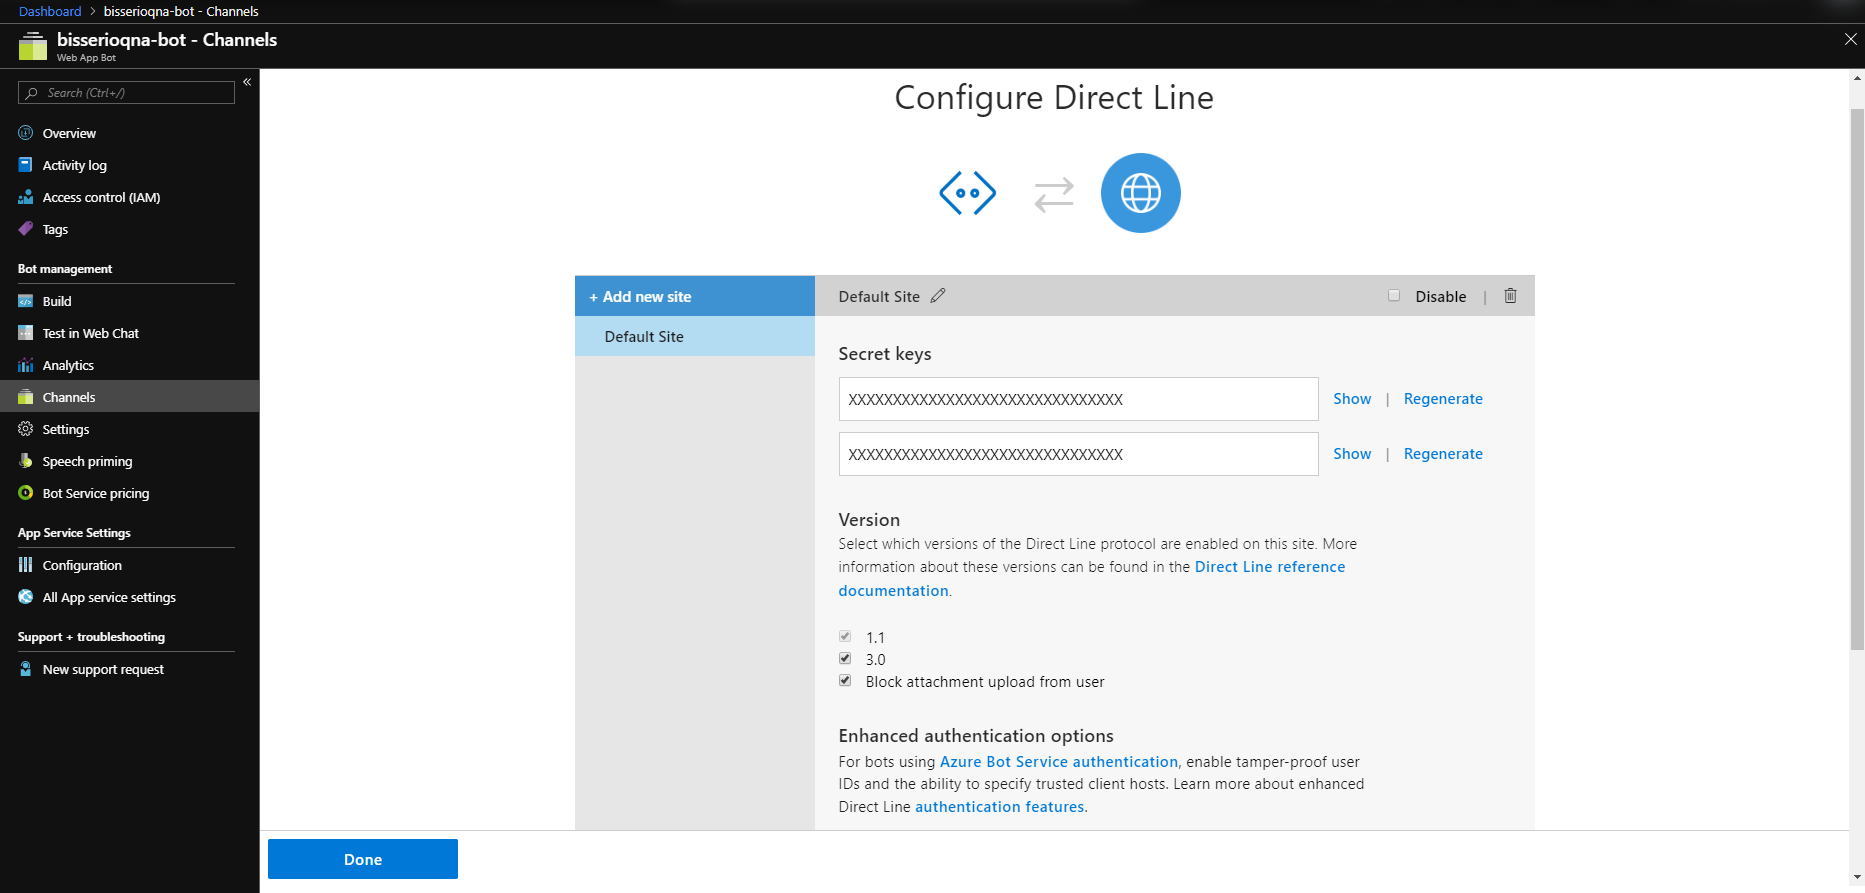 Dashboard > bisserioqna-bot - Channels
bisserioqna-bot - Channels
Web App Bot
Search (Ctrl+/)
«
Overview
Activity log
Access control (IAM)
Tags
Bot management
Build
Test in Web Chat
Analytics
Channels
Settings
Speech priming
Bot Service pricing
App Service Settings
Configuration
All App service settings
Support + troubleshooting
New support request
Configure Direct Line
+ Add new site
Default Site
Default Site
Disable |
Secret keys
XXXXXXXXXXXXXXXXXXXXXXXXXXXXXXX
Show | Regenerate
XXXXXXXXXXXXXXXXXXXXXXXXXXXXXXX
Show | Regenerate
Version
Select which versions of the Direct Line protocol are enabled on this site. More
information about these versions can be found in the Direct Line reference
documentation.
1.1
3.0
Block attachment upload from user
Enhanced authentication options
For bots using Azure Bot Service authentication, enable tamper-proof user
IDs and the ability to specify trusted client hosts. Learn more about enhanced
Direct Line authentication features.
Done